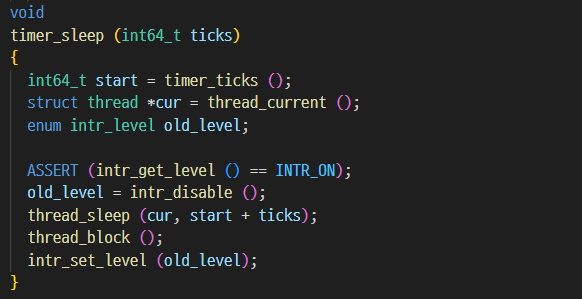 void
timer_sleep (int64_t ticks)
{
  int64_t start = timer_ticks ();
  struct thread *cur = thread_current ();
  enum intr_level old_level;

  ASSERT (intr_get_level () == INTR_ON);
  old_level = intr_disable ();
  thread_sleep (cur, start + ticks);
  thread_block ();
  intr_set_level (old_level);
}